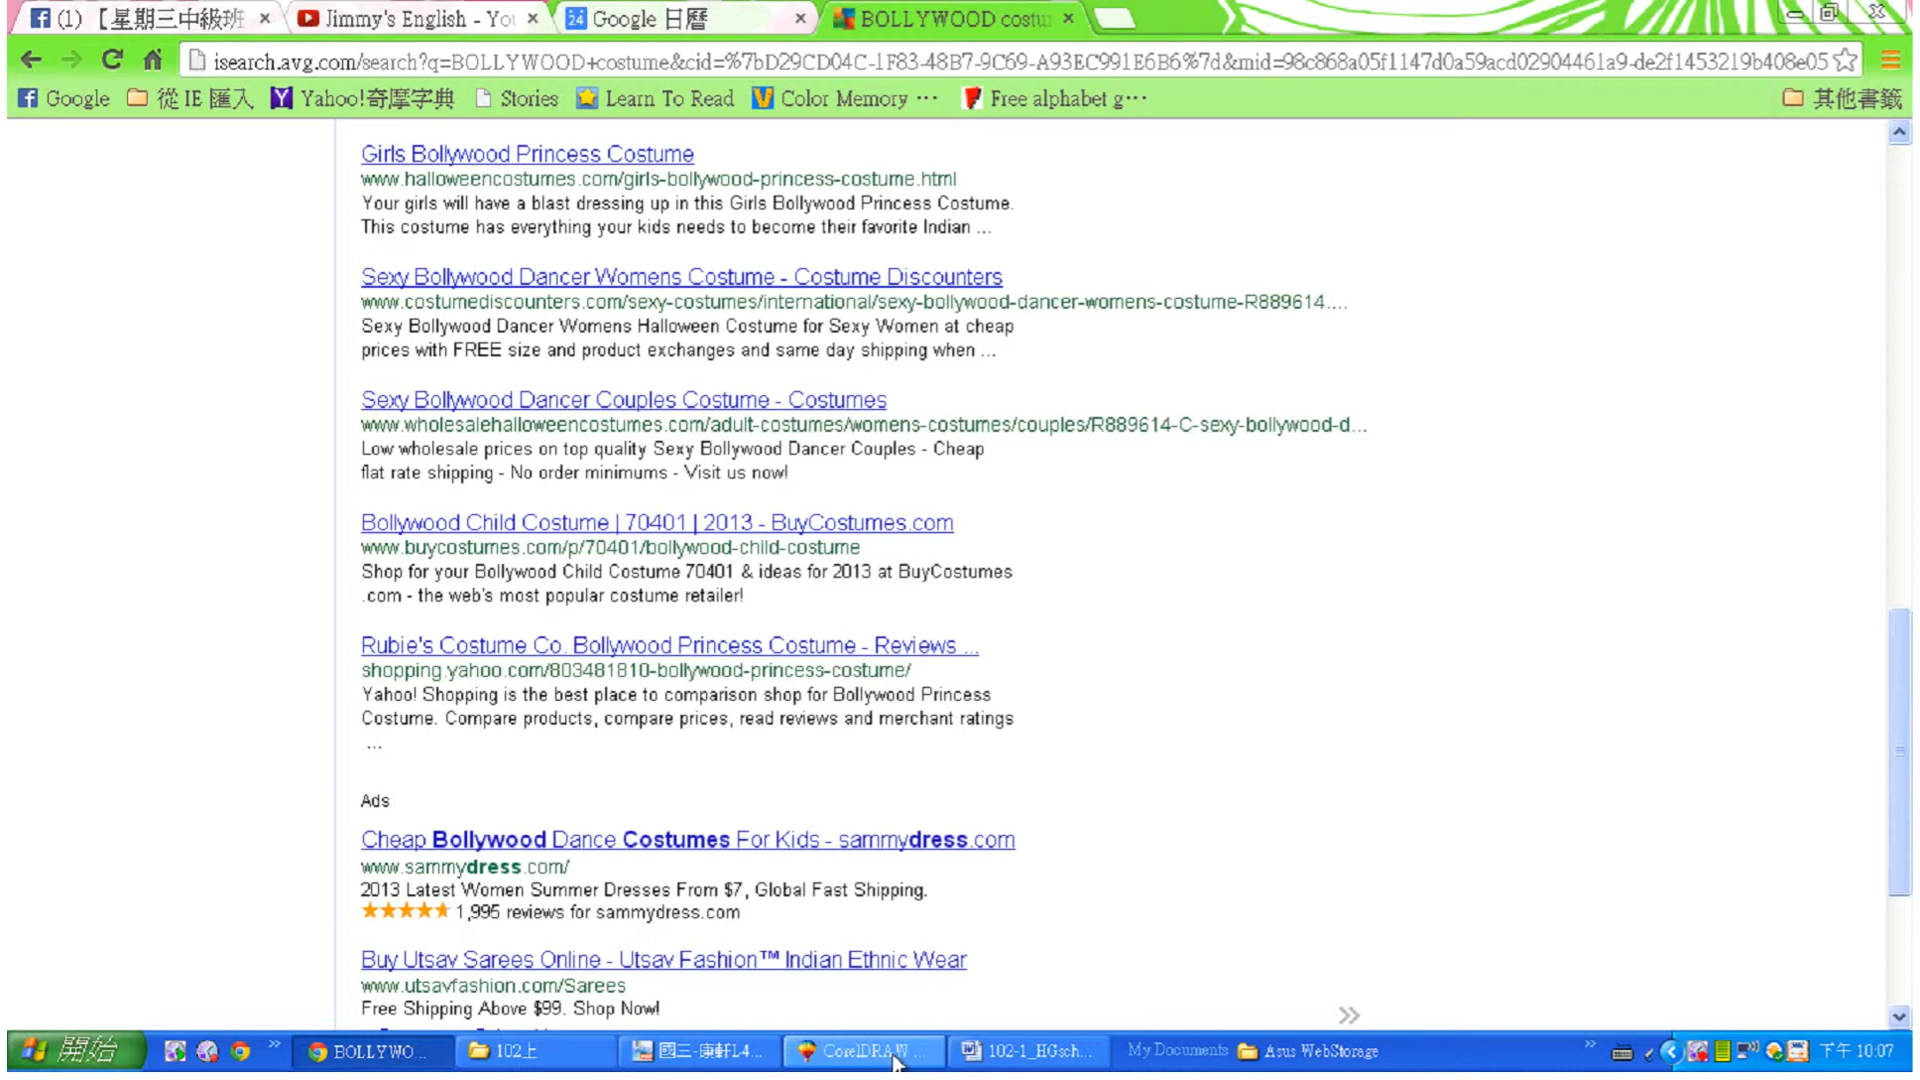 (1)【星期三中級班
Jimmy's English - Yo
24 Google 日曆
BOLLYWOOD costu
isearch.avg.com/search?q=BOLLYWOOD+costume&cid=%7bD29CD04C-1F83-48B7-9C69-A93EC991E6B6%7d&mid=98c868a05f1147d0a59acd02904461a9-de2f1453219b408e05
Google 從 IE 匯入 Yahoo!奇摩字典 Stories Learn To Read Color Memory ··· Free alphabet g··· 其他書籤
Girls Bollywood Princess Costume
www.halloweencostumes.com/girls-bollywood-princess-costume.html
Your girls will have a blast dressing up in this Girls Bollywood Princess Costume.
This costume has everything your kids needs to become their favorite Indian ...
Sexy Bollywood Dancer Womens Costume - Costume Discounters
www.costumediscounters.com/sexy-costumes/international/sexy-bollywood-dancer-womens-costume-R889614....
Sexy Bollywood Dancer Womens Halloween Costume for Sexy Women at cheap
prices with FREE size and product exchanges and same day shipping when ...
Sexy Bollywood Dancer Couples Costume - Costumes
www.wholesalehalloweencostumes.com/adult-costumes/womens-costumes/couples/R889614-C-sexy-bollywood-d...
Low wholesale prices on top quality Sexy Bollywood Dancer Couples - Cheap
flat rate shipping - No order minimums - Visit us now!
Bollywood Child Costume | 70401 | 2013 - BuyCostumes.com
www.buycostumes.com/p/70401/bollywood-child-costume
Shop for your Bollywood Child Costume 70401 & ideas for 2013 at BuyCostumes
.com - the web's most popular costume retailer!
Rubie's Costume Co. Bollywood Princess Costume - Reviews ...
shopping.yahoo.com/803481810-bollywood-princess-costume/
Yahoo! Shopping is the best place to comparison shop for Bollywood Princess
Costume. Compare products, compare prices, read reviews and merchant ratings
...
Ads
Cheap Bollywood Dance Costumes For Kids - sammydress.com
www.sammydress.com/
2013 Latest Women Summer Dresses From $7, Global Fast Shipping.
1,995 reviews for sammydress.com
Buy Utsav Sarees Online - Utsav Fashion™ Indian Ethnic Wear
www.utsavfashion.com/Sarees
Free Shipping Above $99. Shop Now!
開始 BOLLYWO... 102上 國三-康軒L4... CorelDRAW ... 102-1_HGsch... My Documents Asus WebStorage 下午 10:07